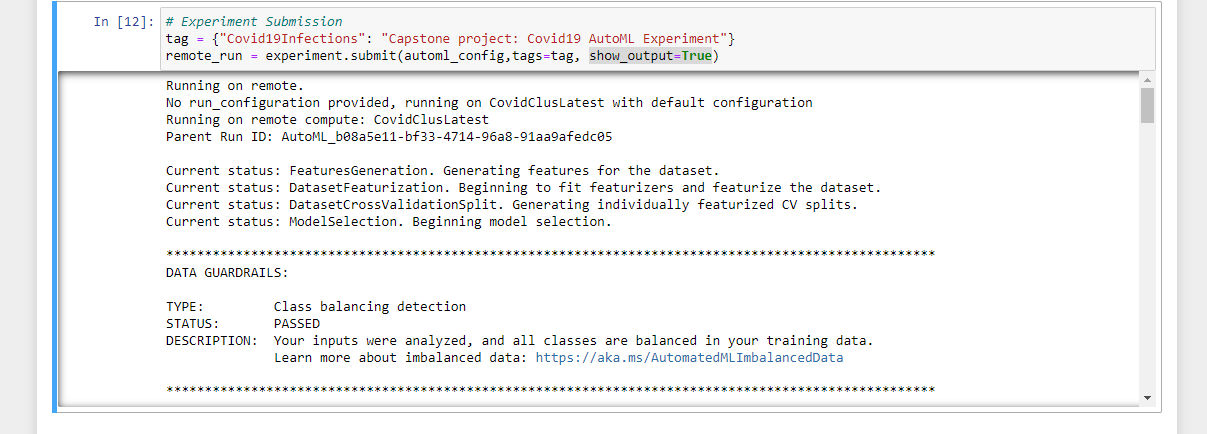 In [12]: # Experiment Submission
tag = {"Covid19Infections": "Capstone project: Covid19 AutoML Experiment"}
remote_run = experiment.submit(automl_config,tags=tag, show_output=True)
Running on remote.
No run_configuration provided, running on CovidClusLatest with default configuration
Running on remote compute: CovidClusLatest
Parent Run ID: AutoML_b08a5e11-bf33-4714-96a8-91aa9afedc05
Current status: FeaturesGeneration. Generating features for the dataset.
Current status: DatasetFeaturization. Beginning to fit featurizers and featurize the dataset.
Current status: DatasetCrossValidationSplit. Generating individually featurized CV splits.
Current status: ModelSelection. Beginning model selection.
****************************************************************************************************
DATA GUARDRAILS:
TYPE: Class balancing detection
STATUS: PASSED
DESCRIPTION: Your inputs were analyzed, and all classes are balanced in your training data.
Learn more about imbalanced data: https://aka.ms/AutomatedMLImbalancedData
****************************************************************************************************